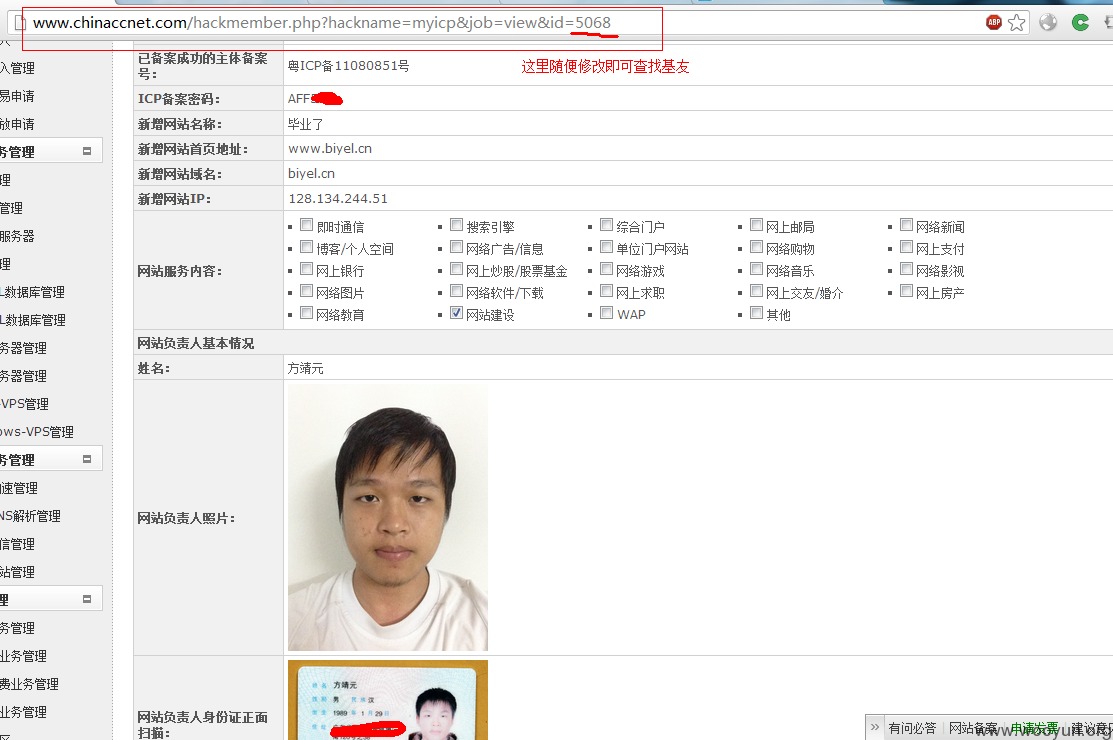 www.chinaccnet.com/hackmember.php?hackname=myicp&job=view&id=5068
ABP
入管理
易申请
放申请
务管理
理
管理
服务器
理
L数据库管理
L数据库管理
务器管理
务器管理
-VPS管理
ows-VPS管理
务管理
速管理
NS解析管理
信管理
站管理
理
务管理
业务管理
费业务管理
业务管理
已备案成功的主体备案号： 粤ICP备11080851号
这里随便修改即可查找基友
ICP备案密码： AFF
新增网站名称： 毕业了
新增网站首页地址： www.biyel.cn
新增网站域名： biyel.cn
新增网站IP： 128.134.244.51
网站服务内容：
即时通信 搜索引擎 综合门户 网上邮局 网络新闻
博客/个人空间 网络广告/信息 单位门户网站 网络购物 网上支付
网上银行 网上炒股/股票基金 网络游戏 网络音乐 网络影视
网络图片 网络软件/下载 网上求职 网上交友/婚介 网上房产
网络教育 网站建设 WAP 其他
网站负责人基本情况
姓名： 方靖元
网站负责人照片：
网站负责人身份证正面扫描：
姓名 方靖元
性别 男 民族 汉
1989 年 1 月 29 日
有问必答 网站备案 申请发票 建议意见
www.wooyun.org